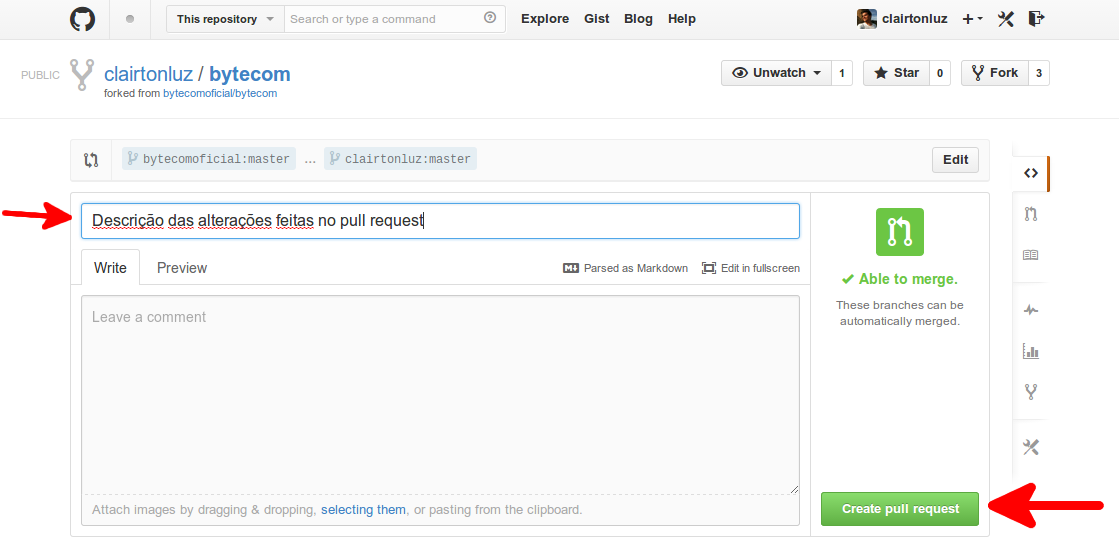 This repository Search or type a command Explore Gist Blog Help clairtonluz
PUBLIC clairtonluz / bytecom Unwatch 1 Star 0 Fork 3
forked from bytecomoficial/bytecom
bytecomoficial:master ... clairtonluz:master Edit
Descrição das alterações feitas no pull request
Able to merge.
These branches can be
automatically merged.
Write Preview Parsed as Markdown Edit in fullscreen
Leave a comment
Attach images by dragging & dropping, selecting them, or pasting from the clipboard.
Create pull request